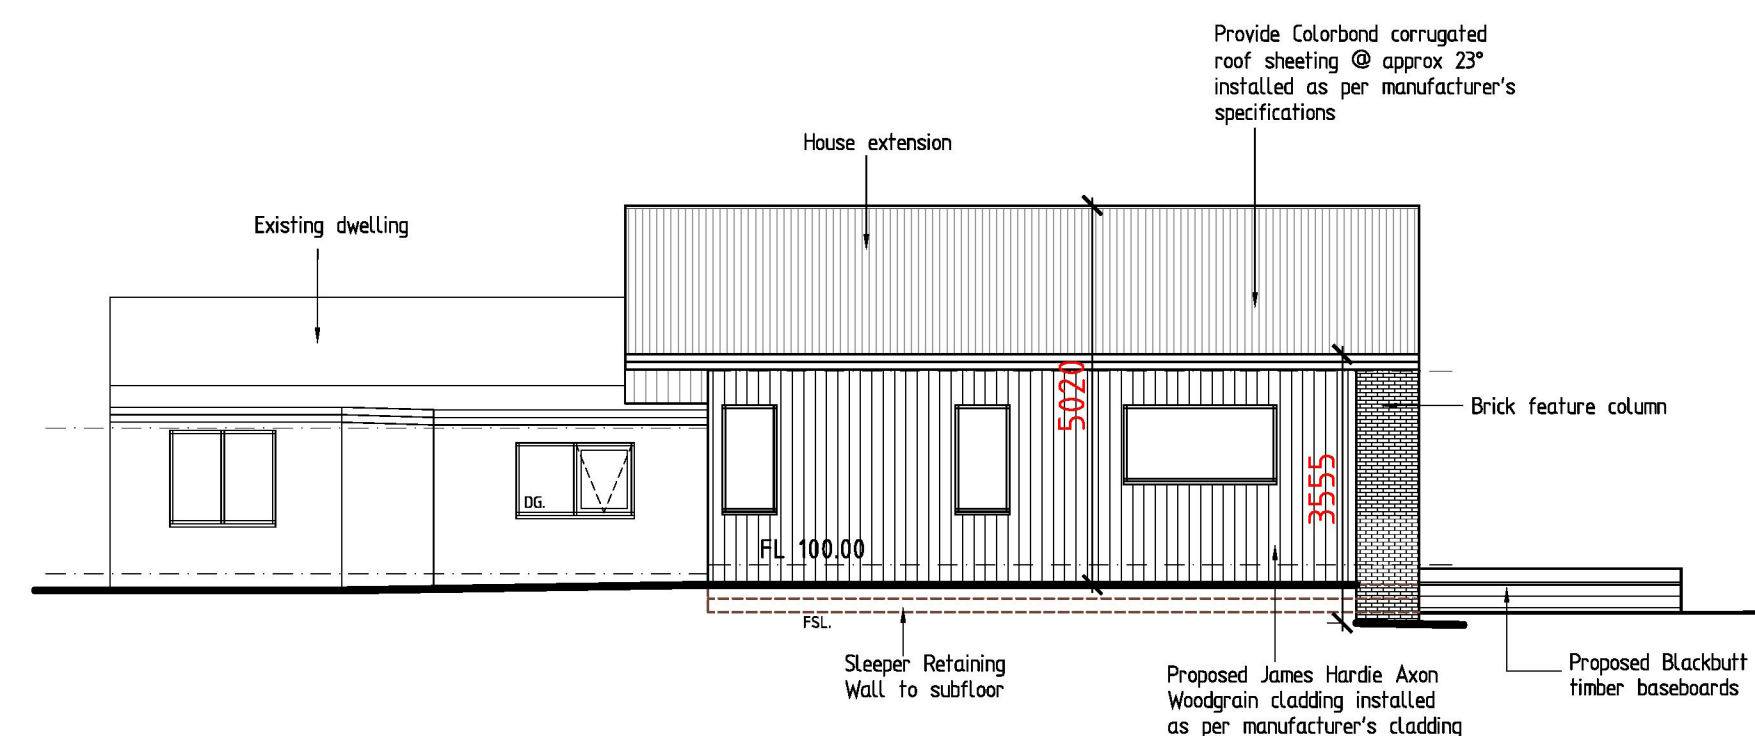 Provide Colorbond corrugated
roof sheeting @ approx 23°
installed as per manufacturer's
specifications
House extension
Existing dwelling
5020
Brick feature column
3555
DG.
FL 100.00
FSL.
Sleeper Retaining
Wall to subfloor
Proposed James Hardie Axon
Woodgrain cladding installed
as per manufacturer's cladding
Proposed Blackbutt
timber baseboards